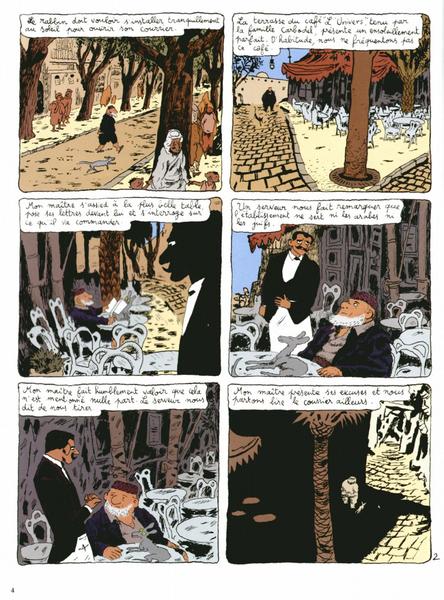 Le rabbin doit vouloir s'installer tranquillement
au soleil pour ouvrir son courrier.
La terrasse du café "L'Univers" tenu par
la famille Carbodel, présente un ensoleillement
parfait. D'habitude, nous ne fréquentons pas
ce café.
Mon maître s'assied à la plus belle table,
pose ses lettres devant lui et s'interroge sur
ce qu'il va commander
Un serveur nous fait remarquer que
l'établissement ne sert ni les arabes ni
les juifs.
Mon maître fait humblement valoir que cela
n'est mentionné nulle part. Le serveur nous
dit de nous tirer.
Mon maître présente ses excuses et nous
partons lire le courrier ailleurs.
2
4